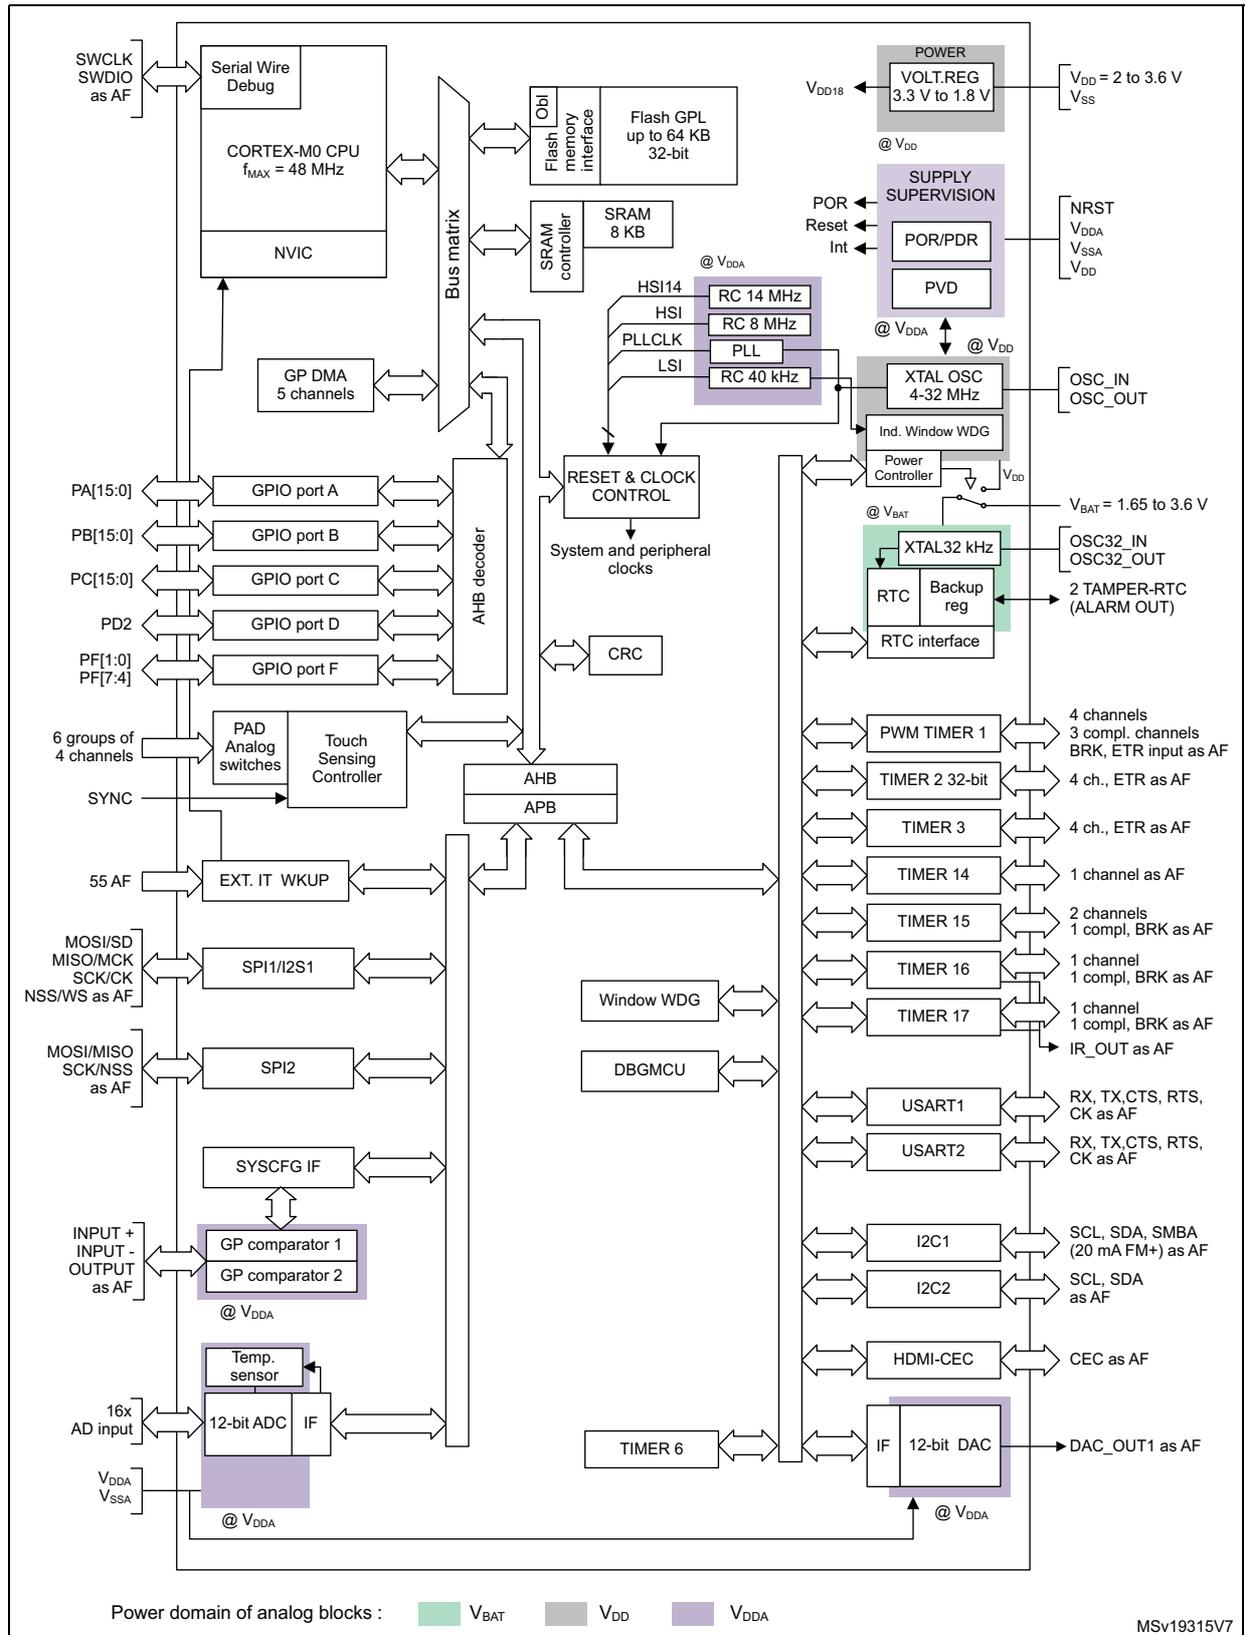 SWCLK
SWDIO
as AF
Serial Wire
Debug
CORTEX-M0 CPU
fMAX = 48 MHz
NVIC
Bus matrix
Obl
Flash
memory
interface
Flash GPL
up to 64 KB
32-bit
SRAM
controller
SRAM
8 KB
POWER
VOLT.REG
3.3 V to 1.8 V
VDD18
VDD = 2 to 3.6 V
VSS
@ VDD
SUPPLY
SUPERVISION
POR
Reset
Int
POR/PDR
PVD
NRST
VDDA
VSSA
VDD
@ VDDA
@ VDD
@ VDDA
HSI14
HSI
PLLCLK
LSI
RC 14 MHz
RC 8 MHz
PLL
RC 40 kHz
XTAL OSC
4-32 MHz
OSC_IN
OSC_OUT
Ind. Window WDG
Power
Controller
VDD
GP DMA
5 channels
RESET & CLOCK
CONTROL
System and peripheral
clocks
@ VBAT
VBAT = 1.65 to 3.6 V
XTAL32 kHz
OSC32_IN
OSC32_OUT
RTC
Backup
reg
2 TAMPER-RTC
(ALARM OUT)
RTC interface
PA[15:0]
GPIO port A
PB[15:0]
GPIO port B
PC[15:0]
GPIO port C
PD2
GPIO port D
PF[1:0]
PF[7:4]
GPIO port F
AHB decoder
CRC
6 groups of
4 channels
SYNC
PAD
Analog
switches
Touch
Sensing
Controller
AHB
APB
PWM TIMER 1
4 channels
3 compl. channels
BRK, ETR input as AF
TIMER 2 32-bit
4 ch., ETR as AF
TIMER 3
4 ch., ETR as AF
TIMER 14
1 channel as AF
TIMER 15
2 channels
1 compl, BRK as AF
TIMER 16
1 channel
1 compl, BRK as AF
TIMER 17
1 channel
1 compl, BRK as AF
IR_OUT as AF
55 AF
EXT. IT WKUP
MOSI/SD
MISO/MCK
SCK/CK
NSS/WS as AF
SPI1/I2S1
Window WDG
MOSI/MISO
SCK/NSS
as AF
SPI2
DBGMCU
USART1
RX, TX,CTS, RTS,
CK as AF
USART2
RX, TX,CTS, RTS,
CK as AF
SYSCFG IF
INPUT +
INPUT -
OUTPUT
as AF
GP comparator 1
GP comparator 2
@ VDDA
I2C1
SCL, SDA, SMBA
(20 mA FM+) as AF
I2C2
SCL, SDA
as AF
HDMI-CEC
CEC as AF
Temp.
sensor
16x
AD input
12-bit ADC
IF
VDDA
VSSA
@ VDDA
TIMER 6
IF
12-bit DAC
DAC_OUT1 as AF
@ VDDA
Power domain of analog blocks :
VBAT
VDD
VDDA
MSv19315V7